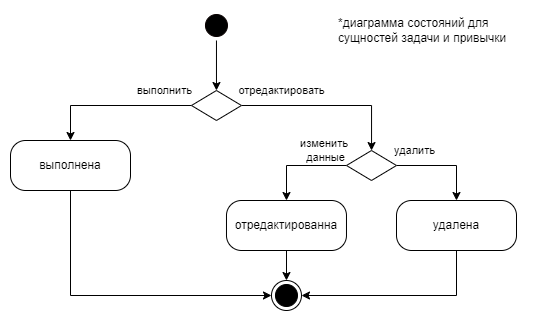 *диаграмма состояний для
сущностей задачи и привычки
выполнить
отредактировать
изменить
данные
удалить
выполнена
отредактированна
удалена